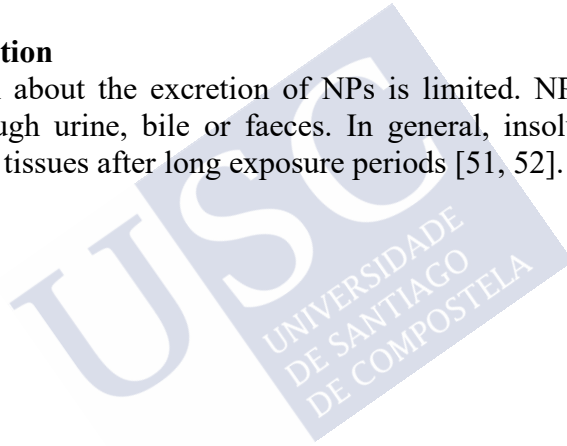 tion
about the excretion of NPs is limited. NP
ugh urine, bile or faeces. In general, insol
tissues after long exposure periods [51, 52].
USC
UNIVERSIDADE
DE SANTIAGO
DE COMPOSTELA